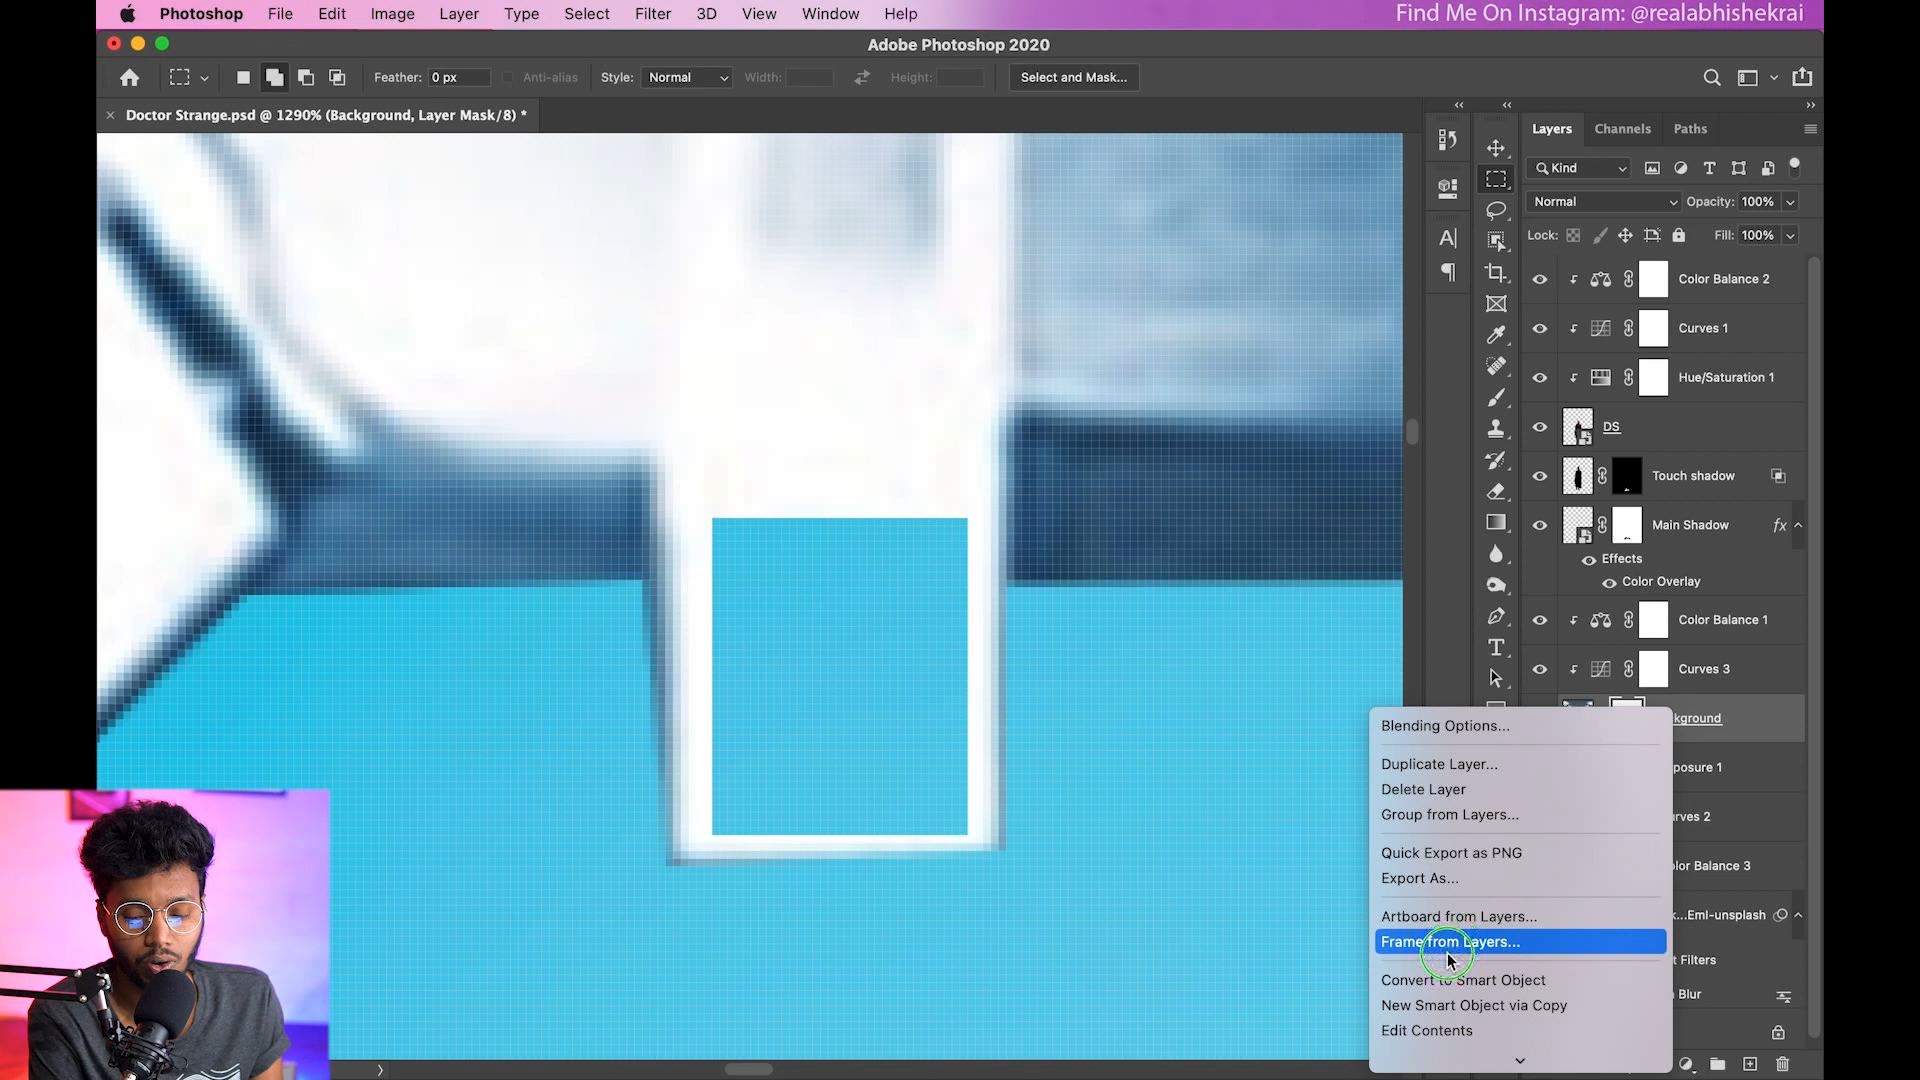 Photoshop File Edit Image Layer Type Select Filter 3D View Window Help
Find Me On Instagram: @realabhishekrai
Adobe Photoshop 2020
Feather: 0 px Anti-alias Style: Normal Width: Height: Select and Mask...
Doctor Strange.psd @ 1290% (Background, Layer Mask/8) *
Layers Channels Paths
Kind
Normal Opacity: 100%
Lock: Fill: 100%
Color Balance 2
Curves 1
Hue/Saturation 1
DS
Touch shadow
Main Shadow fx
Effects
Color Overlay
Color Balance 1
Curves 3
kground
posure 1
rves 2
lor Balance 3
k...Eml-unsplash
t Filters
Blur
Blending Options...
Duplicate Layer...
Delete Layer
Group from Layers...
Quick Export as PNG
Export As...
Artboard from Layers...
Frame from Layers...
Convert to Smart Object
New Smart Object via Copy
Edit Contents